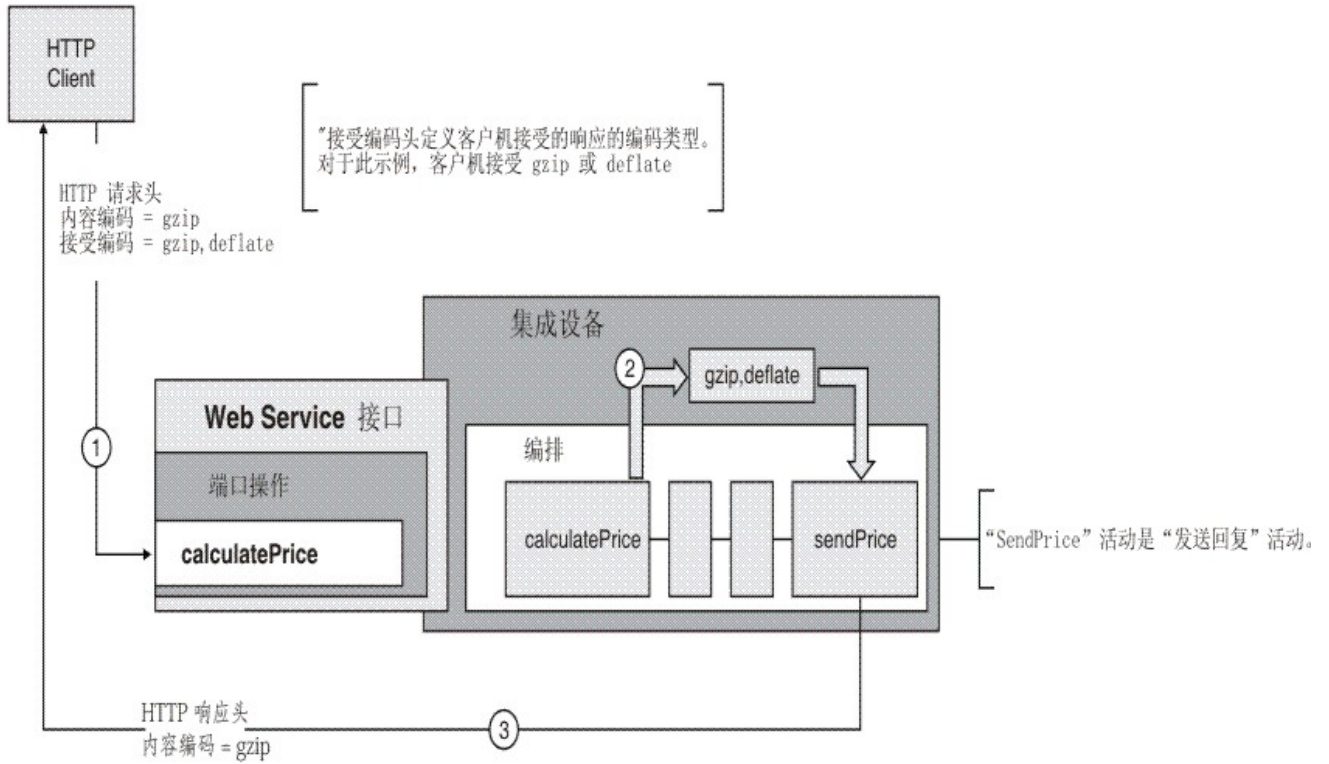 HTTP
Client
"接受编码头定义客户机接受的响应的编码类型。
对于此示例，客户机接受 gzip 或 deflate
HTTP 请求头
内容编码 = gzip
接受编码 = gzip,deflate
集成设备
2
gzip,deflate
Web Service 接口
编排
1
端口操作
calculatePrice
sendPrice
“SendPrice”活动是“发送回复”活动。
calculatePrice
HTTP 响应头
内容编码 = gzip
3